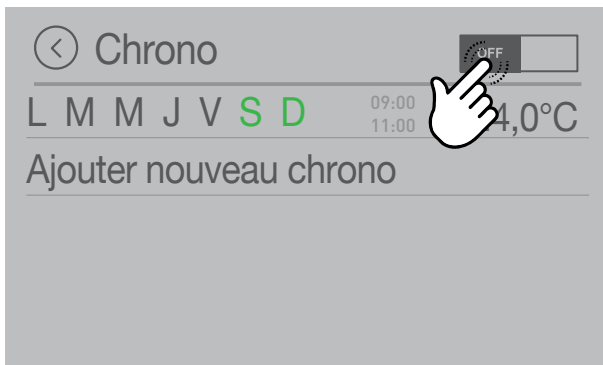 Chrono
OFF
L M M J V S D
09:00
11:00
4,0°C
Ajouter nouveau chrono